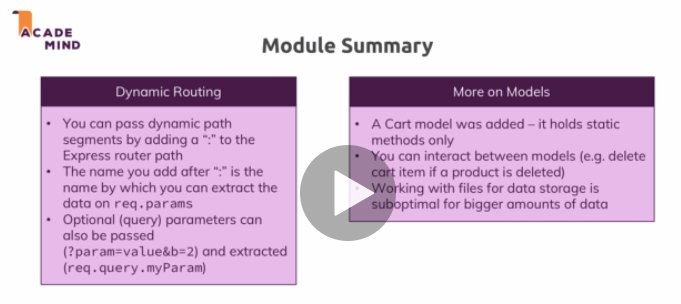 ACADE
MIND
Module Summary
Dynamic Routing
• You can pass dynamic path
segments by adding a ":" to the
Express router path
• The name you add after ":" is the
name by which you can extract the
data on req.params
• Optional (query) parameters can
also be passed
(?param=value&b=2) and extracted
(req.query.myParam)
More on Models
• A Cart model was added – it holds static
methods only
• You can interact between models (e.g. delete
cart item if a product is deleted)
• Working with files for data storage is
suboptimal for bigger amounts of data